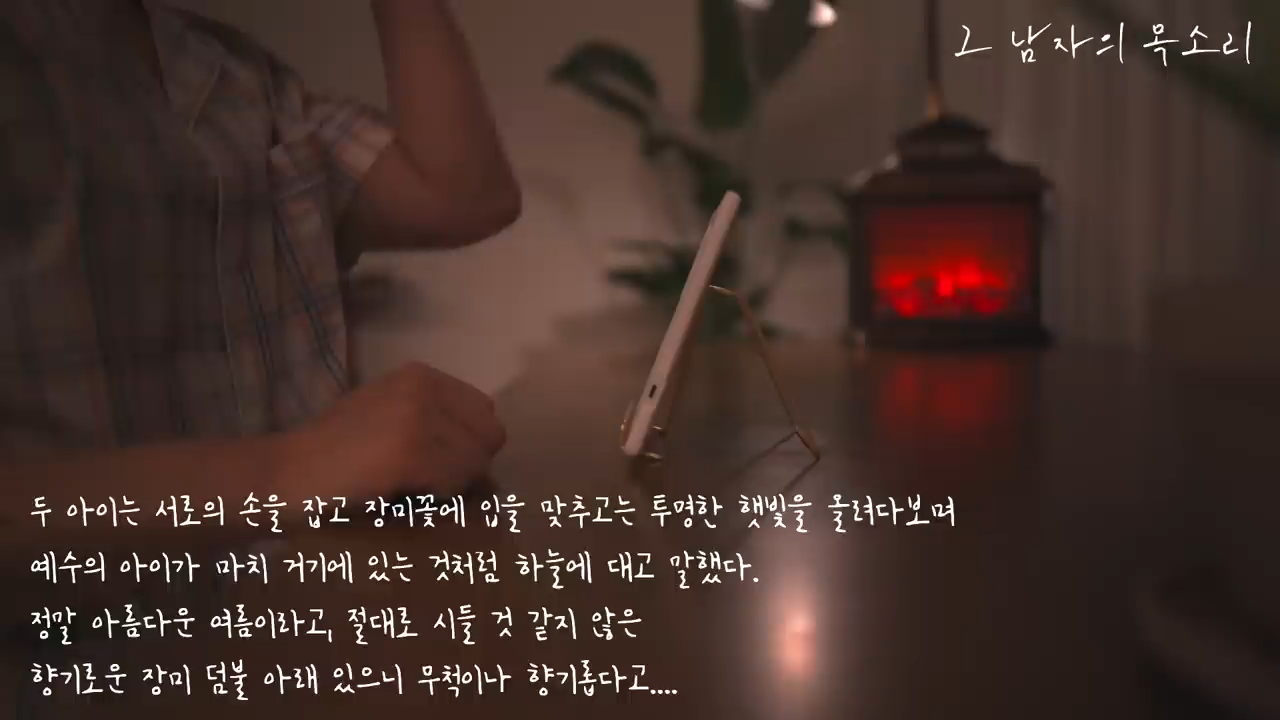 그 남자의 목소리
두 아이는 서로의 손을 잡고 장미꽃에 입을 맞추고는 투명한 햇빛을 올려다보며
예수의 아이가 마치 거기에 있는 것처럼 하늘에 대고 말했다.
정말 아름다운 여름이라고, 절대로 시들 것 같지 않은
향기로운 장미 덤불 아래 있으니 무척이나 향기롭다고....